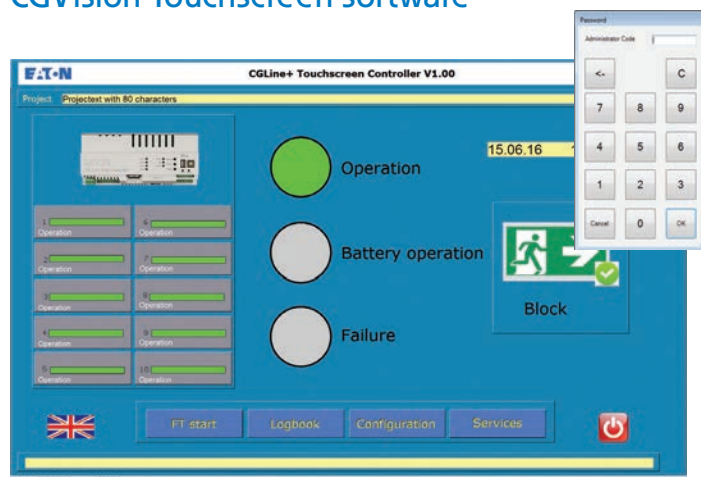 CGVision Touchscreen software
Password
Administrator Code
<-
C
7 8 9
4 5 6
1 2 3
Cancel 0 OK
EATON
CGLine+ Touchscreen Controller V1.00
Project: Projectext with 80 characters
15.06.16
Operation
Battery operation
Failure
Block
1 Operation
6 Operation
2 Operation
7 Operation
3 Operation
8 Operation
4 Operation
9 Operation
5 Operation
10 Operation
FT start
Logbook
Configuration
Services